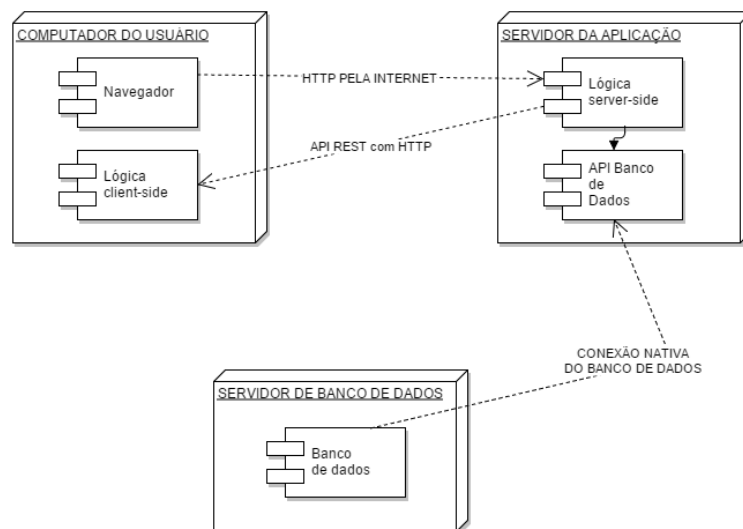 COMPUTADOR DO USUÁRIO
Navegador
Lógica
client-side
HTTP PELA INTERNET
API REST com HTTP
SERVIDOR DA APLICAÇÃO
Lógica
server-side
API Banco
de
Dados
CONEXÃO NATIVA
DO BANCO DE DADOS
SERVIDOR DE BANCO DE DADOS
Banco
de dados